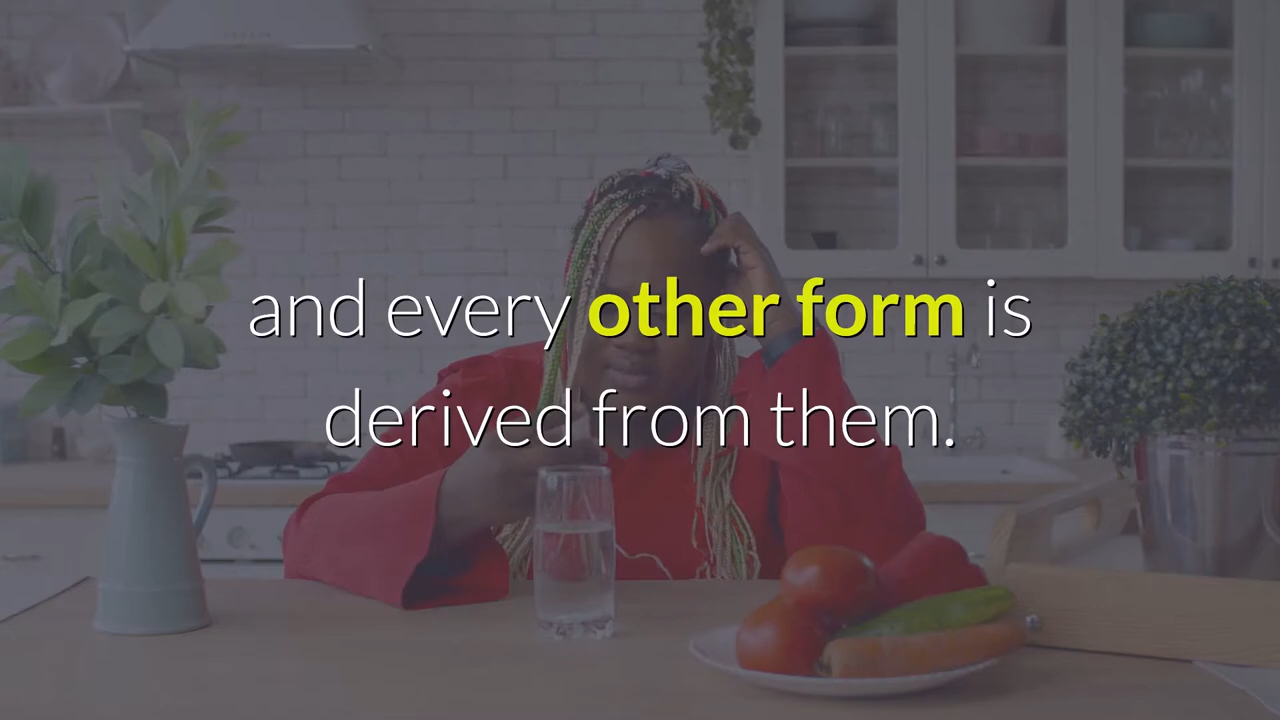 and every other form is
derived from them.